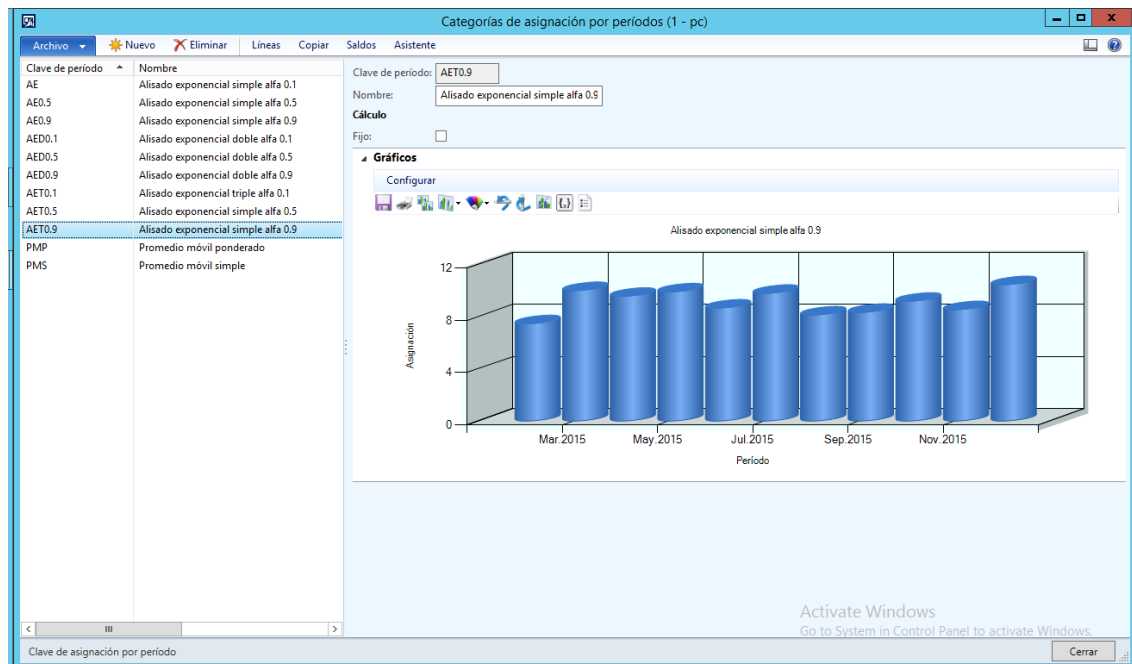 Categorías de asignación por períodos (1 - pc)
Archivo Nuevo Eliminar Líneas Copiar Saldos Asistente
Clave de período Nombre
AE Alisado exponencial simple alfa 0.1
AE0.5 Alisado exponencial simple alfa 0.5
AE0.9 Alisado exponencial simple alfa 0.9
AED0.1 Alisado exponencial doble alfa 0.1
AED0.5 Alisado exponencial doble alfa 0.5
AED0.9 Alisado exponencial doble alfa 0.9
AET0.1 Alisado exponencial triple alfa 0.1
AET0.5 Alisado exponencial simple alfa 0.5
AET0.9 Alisado exponencial simple alfa 0.9
PMP Promedio móvil ponderado
PMS Promedio móvil simple
Clave de período: AET0.9
Nombre: Alisado exponencial simple alfa 0.9
Cálculo
Fijo:
Gráficos
Configurar
Alisado exponencial simple alfa 0.9
12
8
4
0
Asignación
Mar.2015 May.2015 Jul.2015 Sep.2015 Nov.2015
Período
Activate Windows
Go to System in Control Panel to activate Windows.
Clave de asignación por período
Cerrar